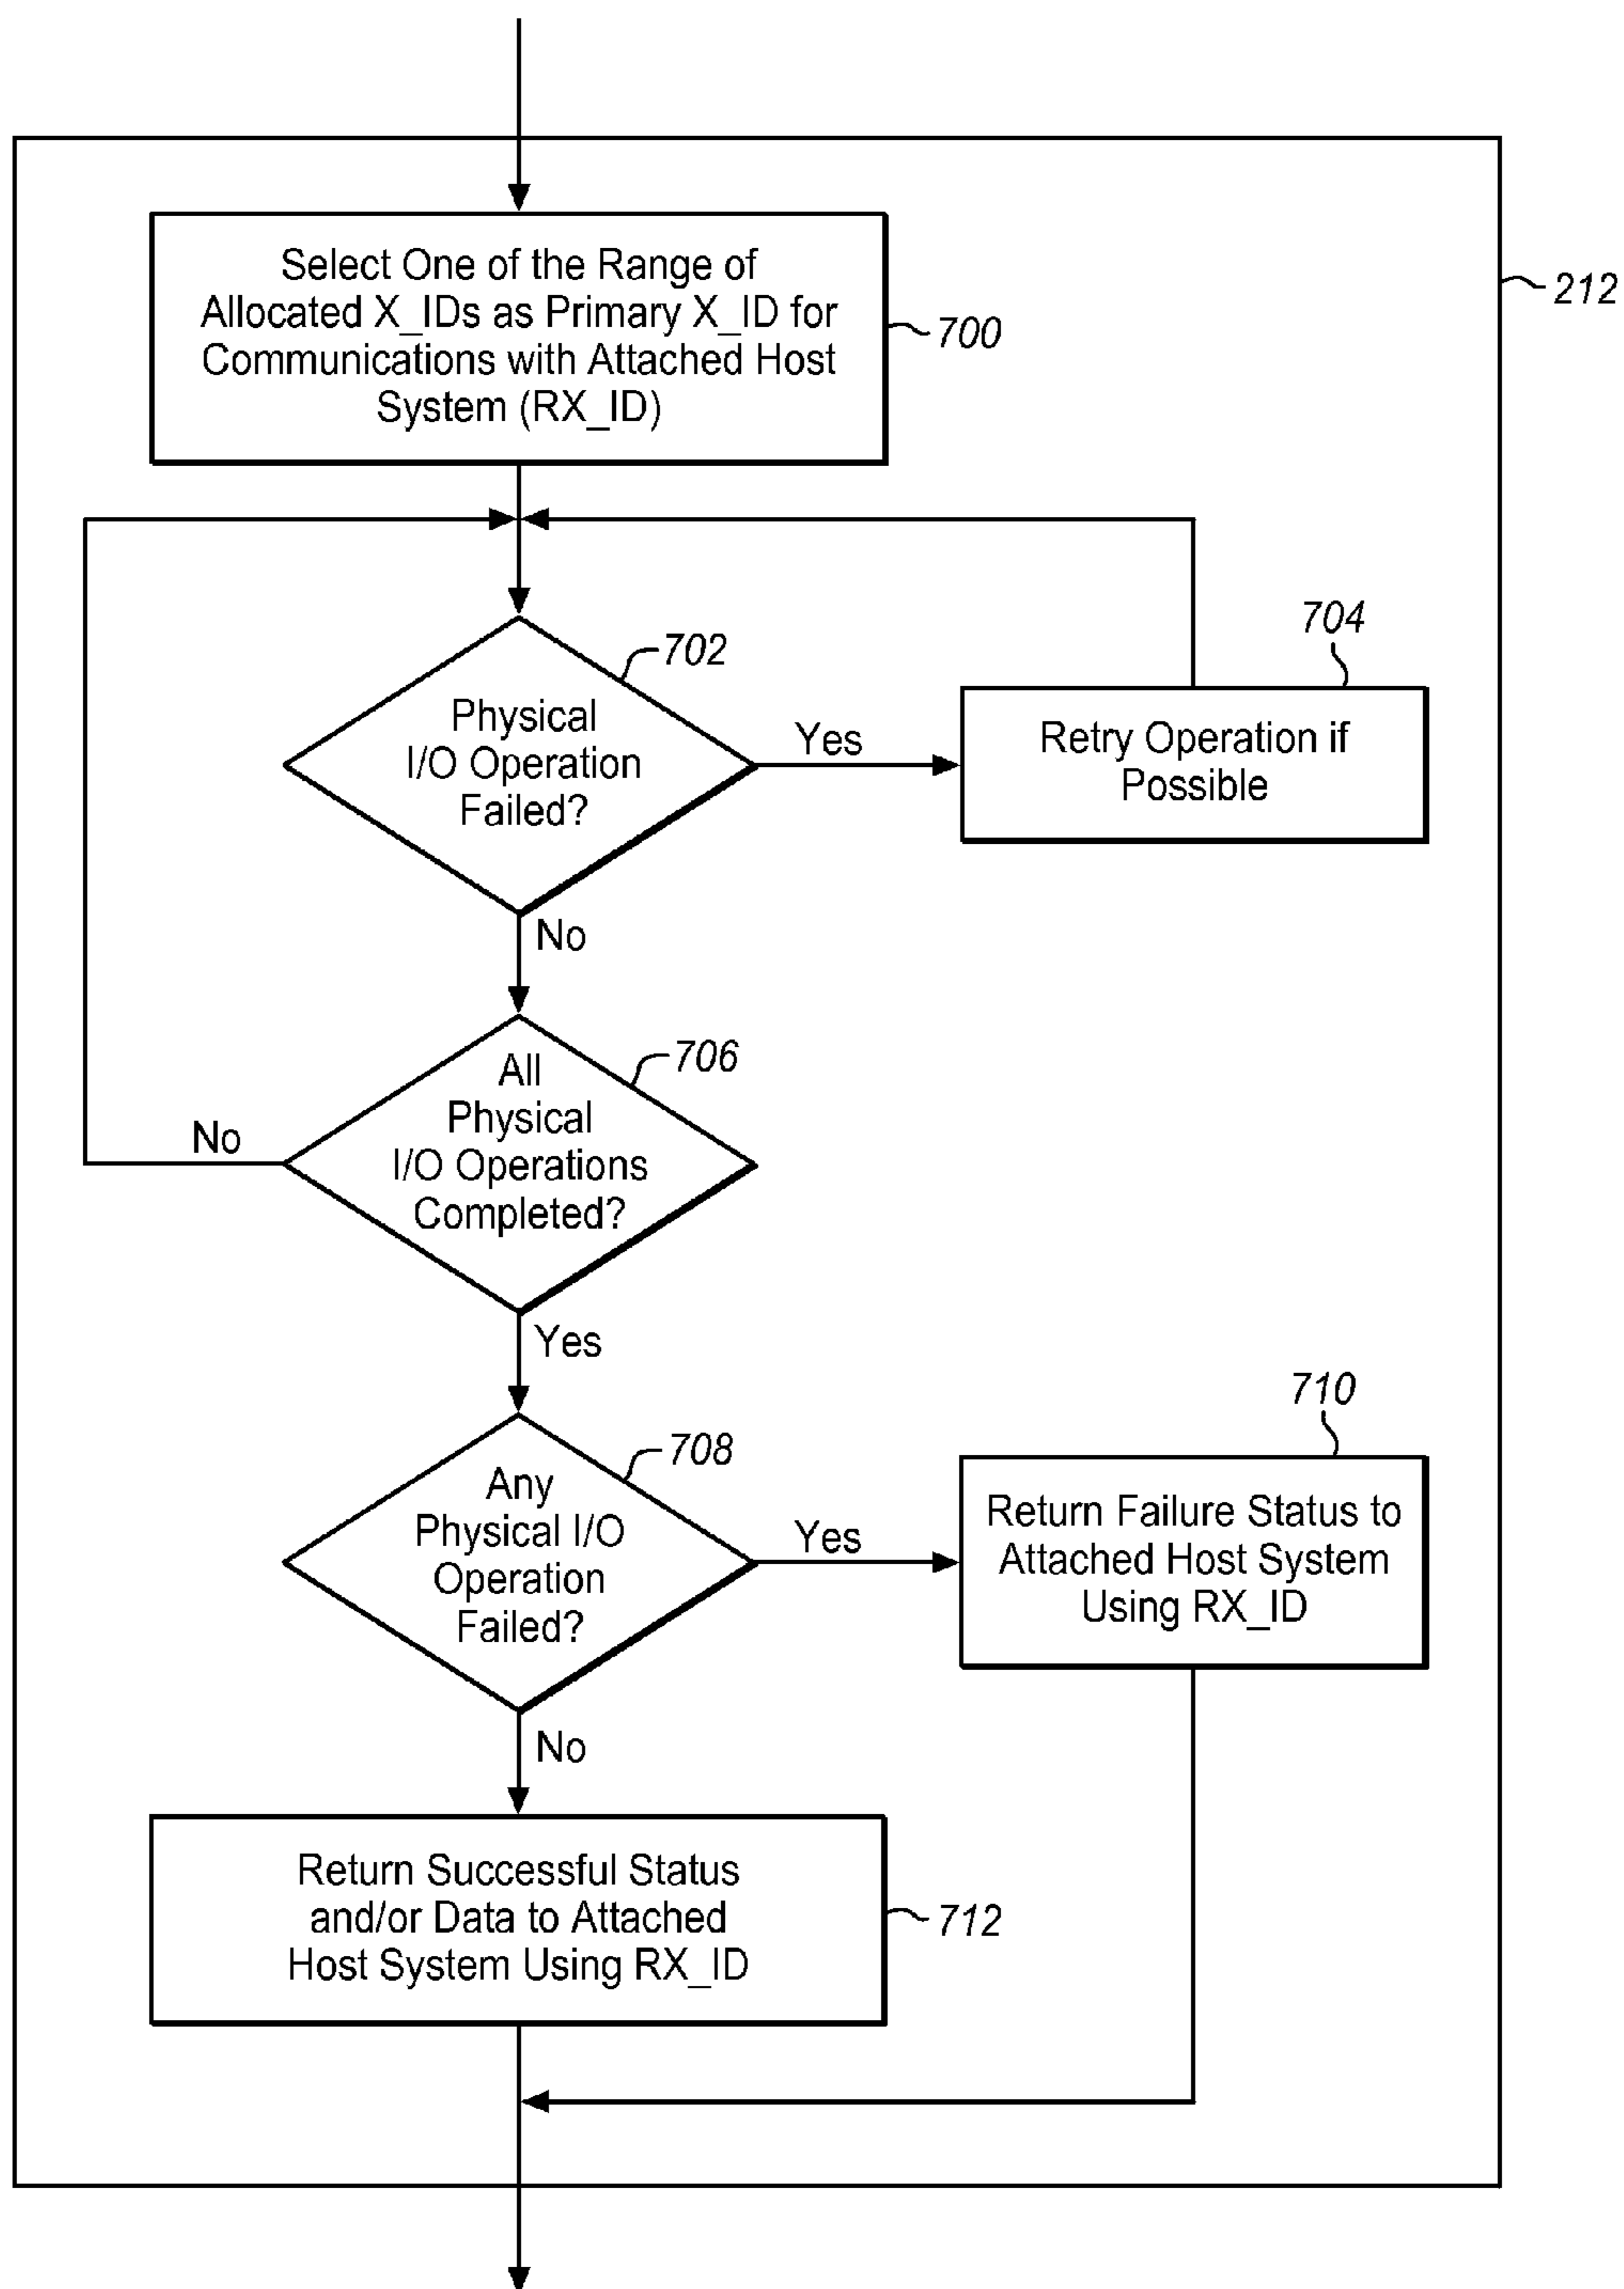 Select One of the Range of
Allocated X_IDs as Primary X_ID for
Communications with Attached Host
System (RX_ID)
700
212
702
Physical
I/O Operation
Failed?
Yes
704
Retry Operation if
Possible
No
706
All
Physical
I/O Operations
Completed?
No
Yes
708
Any
Physical I/O
Operation
Failed?
Yes
710
Return Failure Status to
Attached Host System
Using RX_ID
No
Return Successful Status
and/or Data to Attached
Host System Using RX_ID
712